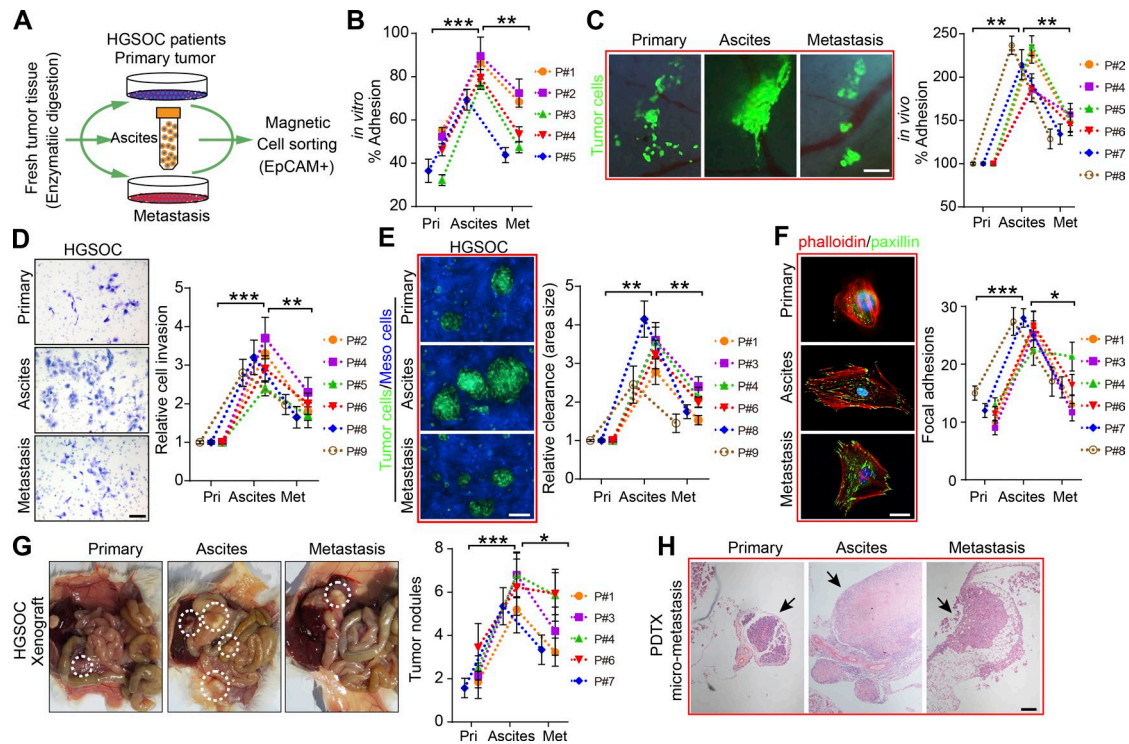 A
HGSOC patients
Primary tumor
Fresh tumor tissue
(Enzymatic digestion)
Ascites
Magnetic
Cell sorting
(EpCAM+)
Metastasis
B
in vitro
% Adhesion
100
80
60
40
20
***
**
Pri
Ascites
Met
P#1
P#2
P#3
P#4
P#5
C
Primary
Ascites
Metastasis
Tumor cells
in vivo
% Adhesion
250
200
150
100
50
**
**
Pri
Ascites
Met
P#2
P#4
P#5
P#6
P#7
P#8
D
HGSOC
Primary
Ascites
Metastasis
Relative cell invasion
5
4
3
2
1
0
***
**
Pri
Ascites
Met
P#2
P#4
P#5
P#6
P#8
P#9
E
HGSOC
Tumor cells/Meso cells
Primary
Ascites
Metastasis
Relative clearance (area size)
6
5
4
3
2
1
0
**
**
Pri
Ascites
Met
P#1
P#3
P#4
P#6
P#8
P#9
F
phalloidin/paxillin
Primary
Ascites
Metastasis
Focal adhesions
30
20
10
0
***
*
Pri
Ascites
Met
P#1
P#3
P#4
P#6
P#7
P#8
G
Primary
Ascites
Metastasis
HGSOC
Xenograft
Tumor nodules
8
6
4
2
0
***
*
Pri
Ascites
Met
P#1
P#3
P#4
P#6
P#7
H
Primary
Ascites
Metastasis
PDTX
micro-metastasis